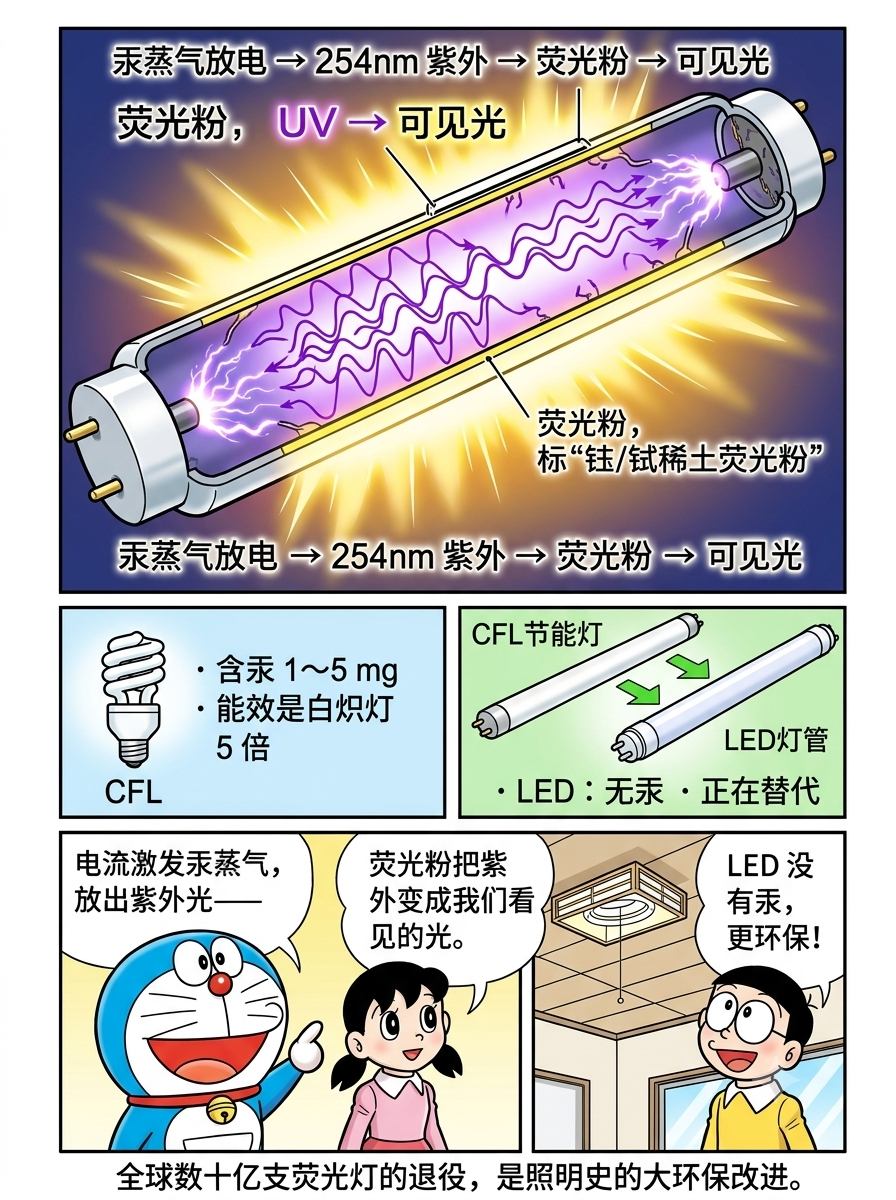 汞蒸气放电 → 254nm 紫外 → 荧光粉 → 可见光
荧光粉， UV → 可见光
荧光粉，
标“钰/铽稀土荧光粉”
汞蒸气放电 → 254nm 紫外 → 荧光粉 → 可见光
· 含汞 1～5 mg
· 能效是白炽灯
5 倍
CFL
CFL节能灯
LED灯管
· LED：无汞 · 正在替代
电流激发汞蒸气，
放出紫外光——
荧光粉把紫
外变成我们看
见的光。
LED 没
有汞，
更环保！
全球数十亿支荧光灯的退役，是照明史的大环保改进。